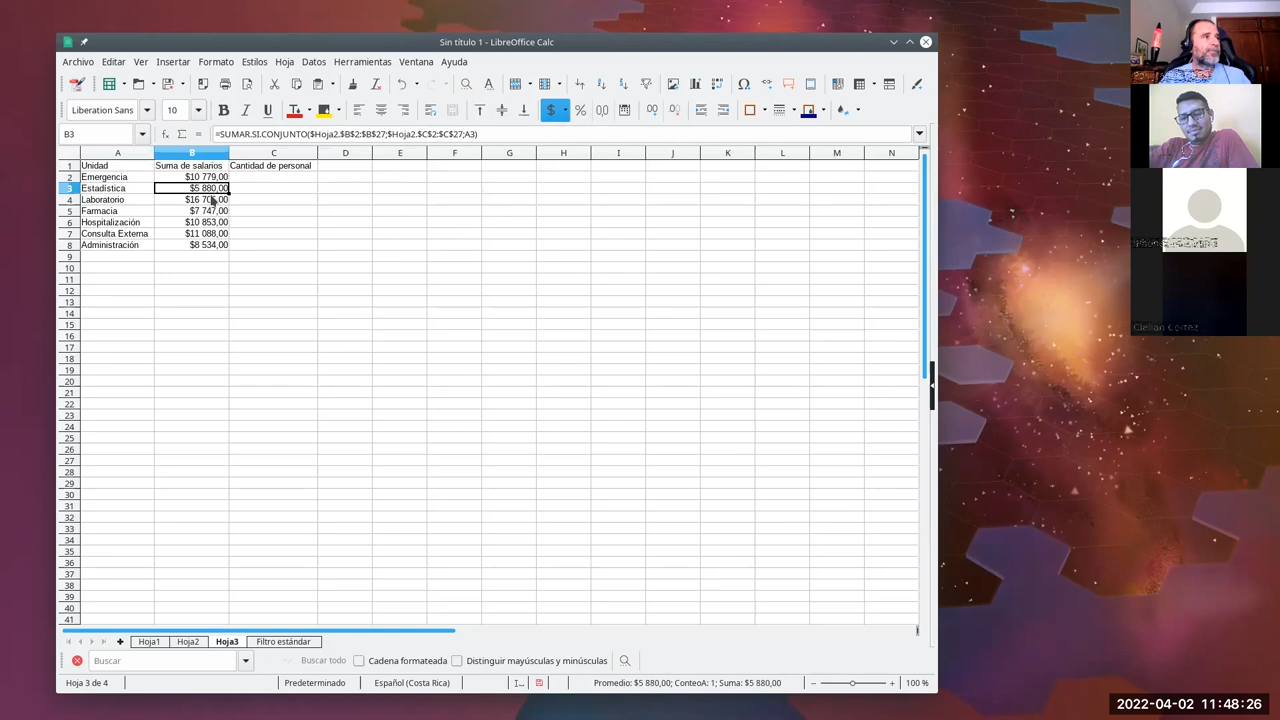 Sin título 1 - LibreOffice Calc
Archivo Editar Ver Insertar Formato Estilos Hoja Datos Herramientas Ventana Ayuda
Liberation Sans 10
B3 =SUMAR.SI.CONJUNTO($Hoja2.$B$2:$B$27;$Hoja2.$C$2:$C$27;A3)
A B C D E F G H I J K L M N
1 Unidad Suma de salarios Cantidad de personal
2 Emergencia $10 779,00
3 Estadística $5 880,00
4 Laboratorio
5 Farmacia $7 747,00
6 Hospitalización $10 853,00
7 Consulta Externa $11 088,00
8 Administración $8 534,00
9
10
11
12
13
14
15
16
17
18
19
20
21
22
23
24
25
26
27
28
29
30
31
32
33
34
35
36
37
38
39
40
41
Hoja1 Hoja2 Hoja3 Filtro estándar
Buscar Buscar todo Cadena formateada Distinguir mayúsculas y minúsculas
Hoja 3 de 4 Predeterminado Español (Costa Rica) Promedio: $5 880,00; ConteoA: 1; Suma: $5 880,00 100 %
2022-04-02 11:48:26